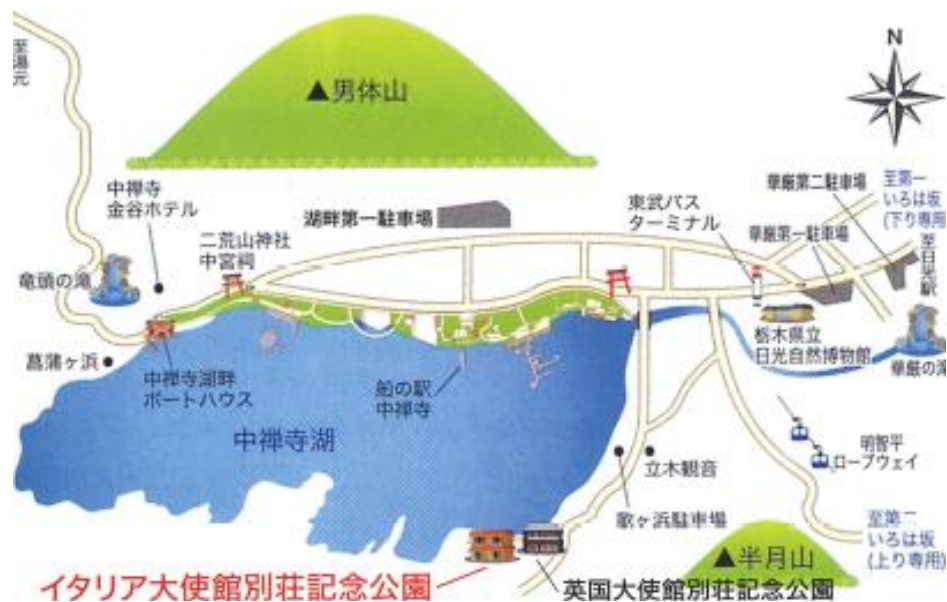 N
至湯元
▲男体山
中禅寺
金谷ホテル
湖畔第一駐車場
東武バス
ターミナル
華厳第二駐車場
至第一
いろは坂
(下り専用)
二荒山神社
中宮祠
華厳第一駐車場
至日光駅
竜頭の滝
栃木県立
日光自然博物館
華厳の滝
菖蒲ヶ浜
中禅寺湖畔
ボートハウス
船の駅
中禅寺
中禅寺湖
明智平
ロープウェイ
立木観音
歌ヶ浜駐車場
至第二
いろは坂
(上り専用)
▲半月山
イタリア大使館別荘記念公園
英国大使館別荘記念公園